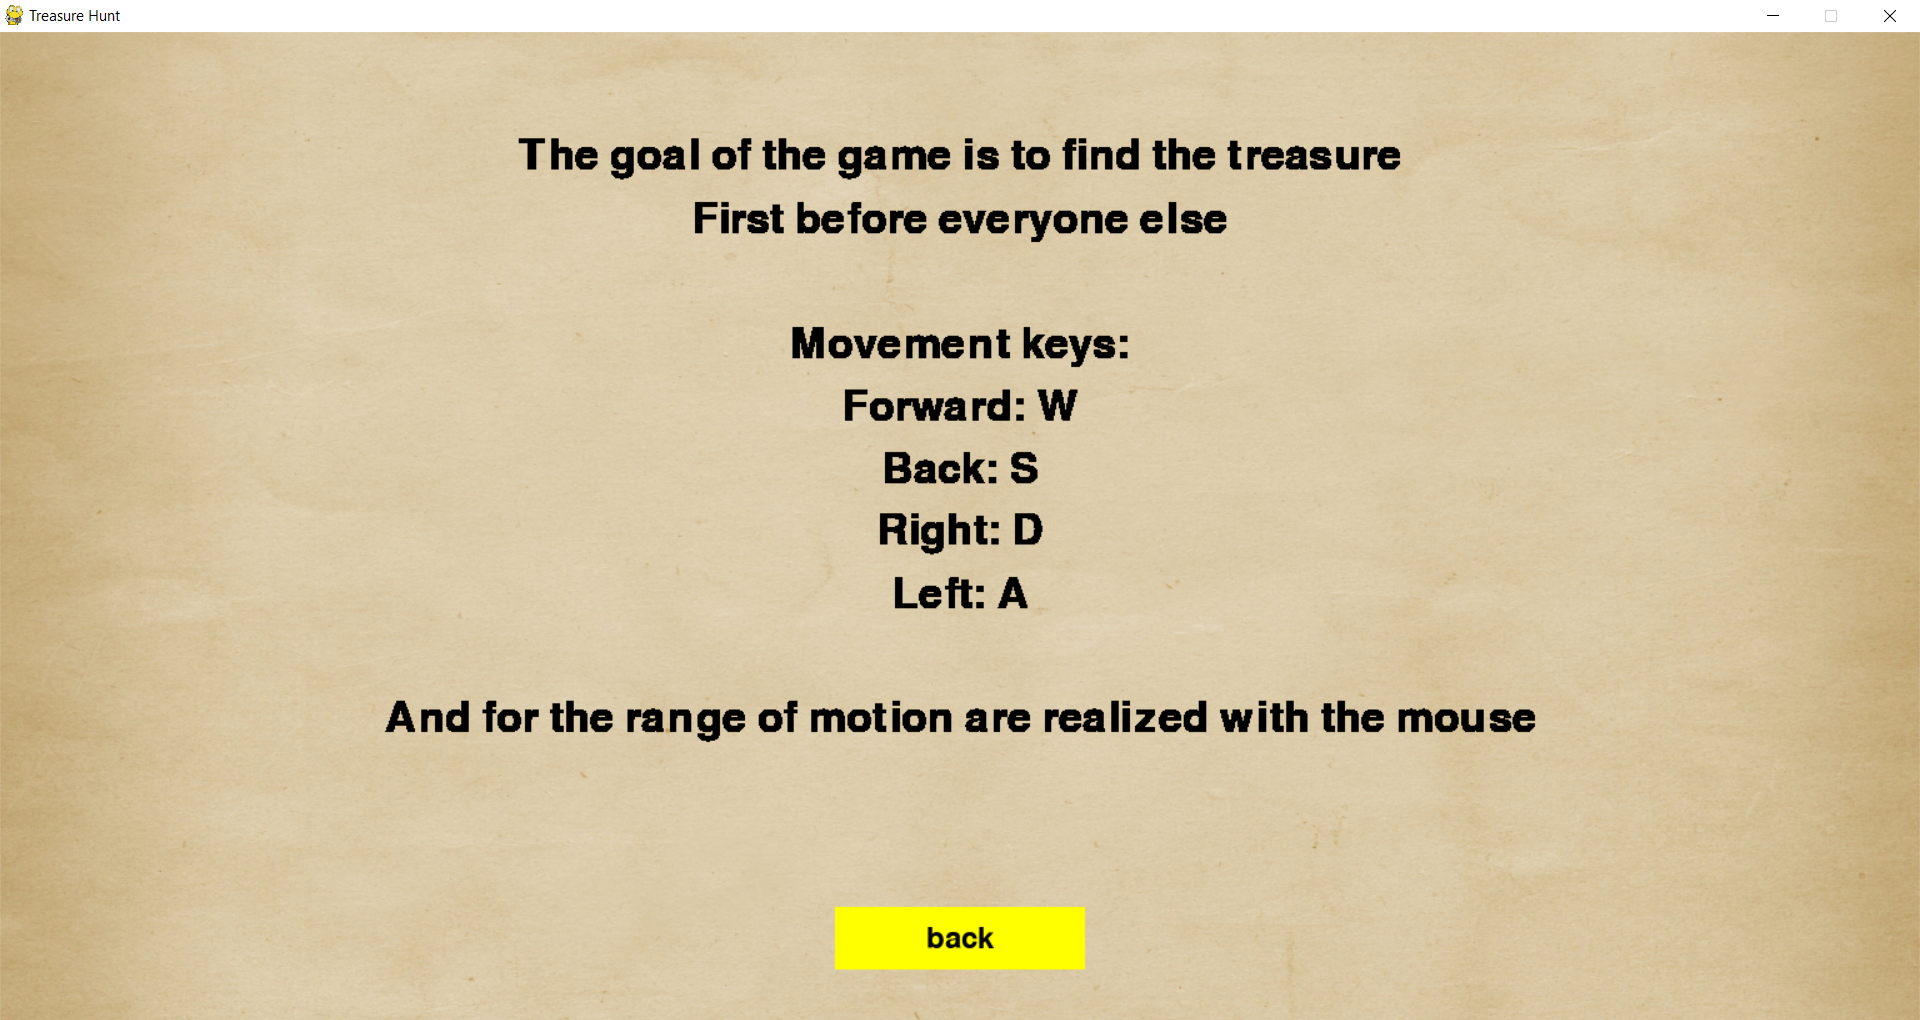 Treasure Hunt
The goal of the game is to find the treasure
First before everyone else
Movement keys:
Forward: W
Back: S
Right: D
Left: A
And for the range of motion are realized with the mouse
back